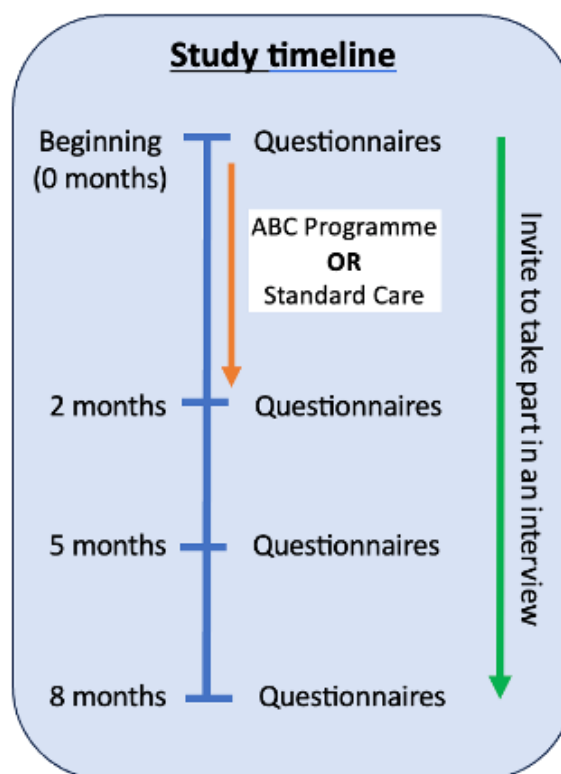 Study timeline
Beginning
(0 months)
Questionnaires
ABC Programme
OR
Standard Care
2 months
Questionnaires
5 months
Questionnaires
8 months
Questionnaires
Invite to take part in an interview